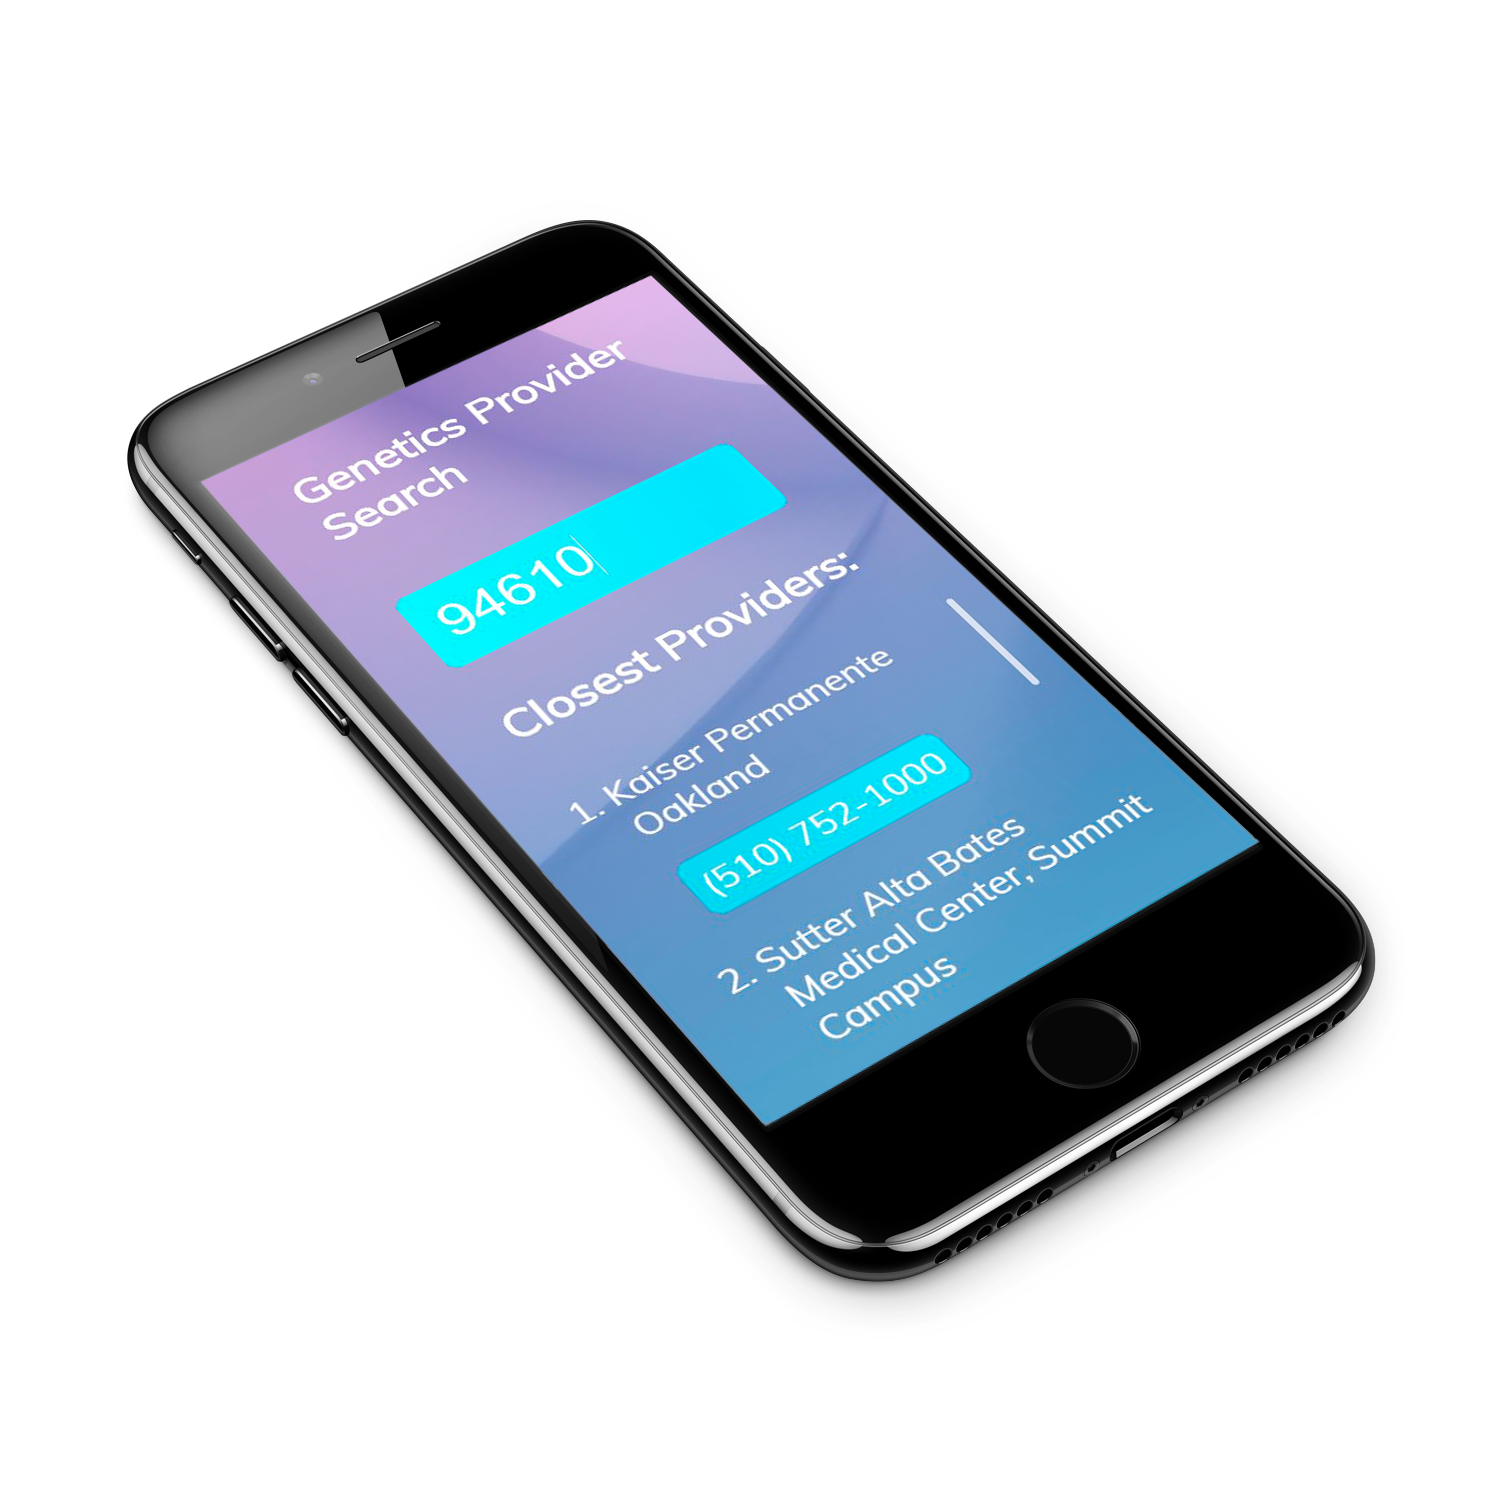 Genetics Provider
Search
94610
Closest Providers:
1. Kaiser Permanente
Oakland
(510) 752-1000
2. Sutter Alta Bates
Medical Center, Summit
Campus